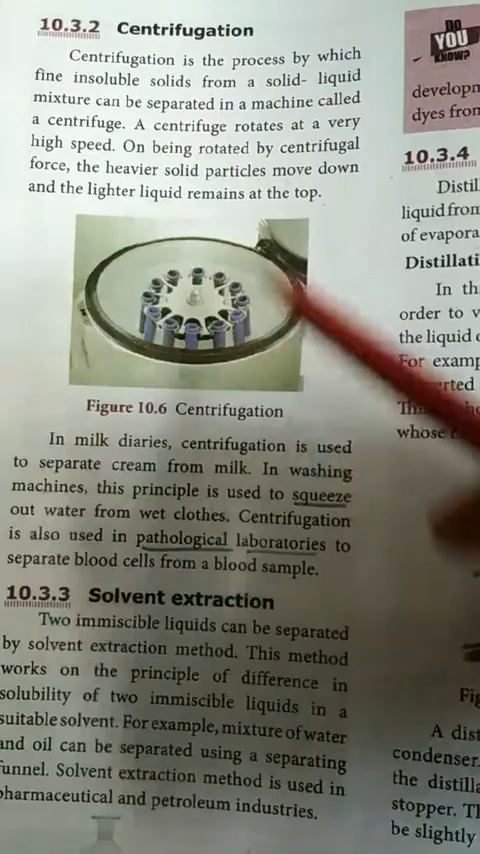 10.3.2 Centrifugation
Centrifugation is the process by which
fine insoluble solids from a solid- liquid
mixture can be separated in a machine called
a centrifuge. A centrifuge rotates at a very
high speed. On being rotated by centrifugal
force, the heavier solid particles move down
and the lighter liquid remains at the top.
Figure 10.6 Centrifugation
In milk diaries, centrifugation is used
to separate cream from milk. In washing
machines, this principle is used to squeeze
out water from wet clothes. Centrifugation
is also used in pathological laboratories to
separate blood cells from a blood sample.
10.3.3 Solvent extraction
Two immiscible liquids can be separated
by solvent extraction method. This method
works on the principle of difference in
solubility of two immiscible liquids in a
suitable solvent. For example, mixture of water
and oil can be separated using a separating
funnel. Solvent extraction method is used in
pharmaceutical and petroleum industries.
DO
YOU
KNOW?
developm
dyes from
10.3.4
Distil
liquid from
of evapora
Distillati
In th
order to v
the liquid
For examp
whose
Fig
A dist
condenser.
the distilla
stopper. Th
be slightly